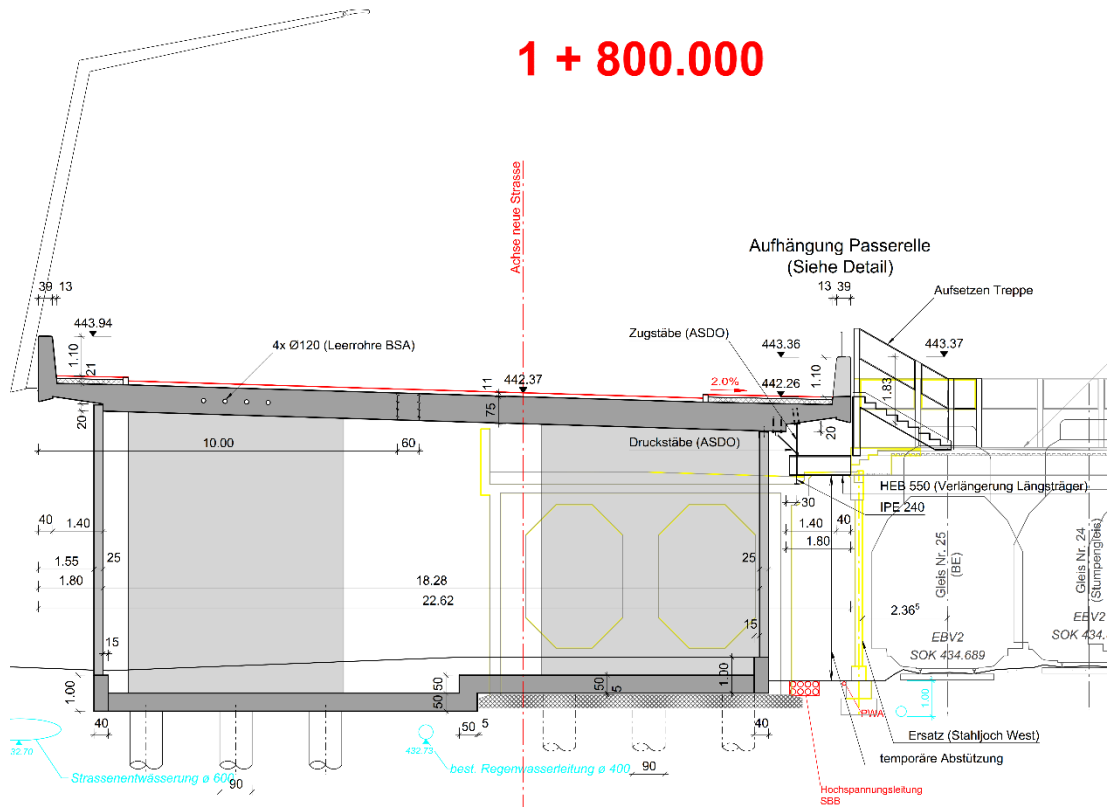 1 + 800.000
Achse neue Strasse
Aufhängung Passerelle
(Siehe Detail)
13 39
Aufsetzen Treppe
39 13
443.94
4x Ø120 (Leerrohre BSA)
Zugstäbe (ASDO)
443.36
443.37
1.10
21
11
442.37
2.0%
442.26
1.10
1.83
75
20
10.00
60
Druckstäbe (ASDO)
20
HEB 550 (Verlängerung Längsträger)
IPE 240
30
40 1.40
1.40 40
1.80
1.55
25
25
1.80
18.28
22.62
Gleis Nr. 25
(BE)
Gleis Nr. 24
(Stumpengleis)
2.36⁵
15
15
EBV2
SOK 434.689
EBV2
SOK 434.
1.00
50
50
50
5
1.00
1.00
40
50 5
40
PWA
32.70
432.73
Ersatz (Stahljoch West)
temporäre Abstützung
Strassenentwässerung ø 600
best. Regenwasserleitung ø 400
90
90
Hochspannungsleitung
SBB